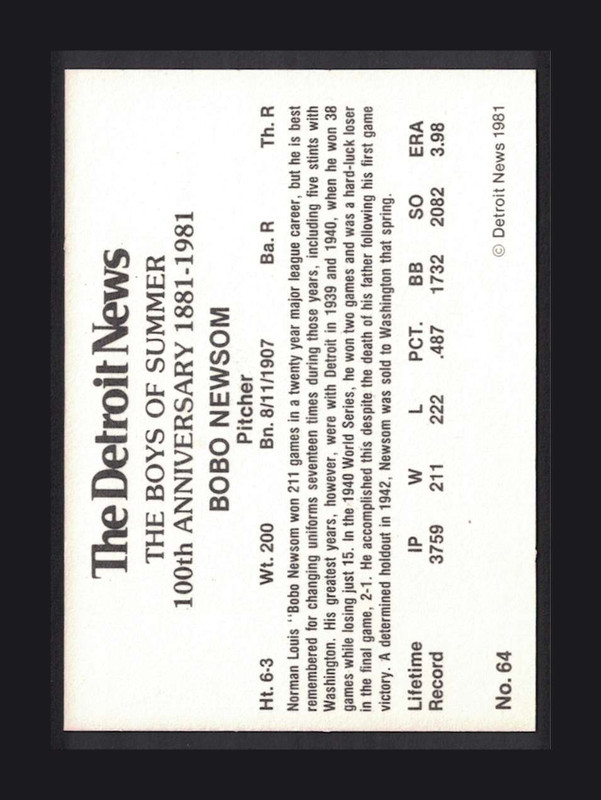 The Detroit News
THE BOYS OF SUMMER
100th ANNIVERSARY 1881-1981
BOBO NEWSOM
Pitcher
Ht. 6-3 Wt. 200 Bn. 8/11/1907 Ba. R Th. R
Norman Louis "Bobo Newsom won 211 games in a twenty year major league career, but he is best
remembered for changing uniforms seventeen times during those years, including five stints with
Washington. His greatest years, however, were with Detroit in 1939 and 1940, when he won 38
games while losing just 15. In the 1940 World Series, he won two games and was a hard-luck loser
in the final game, 2-1. He accomplished this despite the death of his father following his first game
victory. A determined holdout in 1942, Newsom was sold to Washington that spring.
Lifetime IP W L PCT. BB SO ERA
Record 3759 211 222 .487 1732 2082 3.98
No. 64 © Detroit News 1981